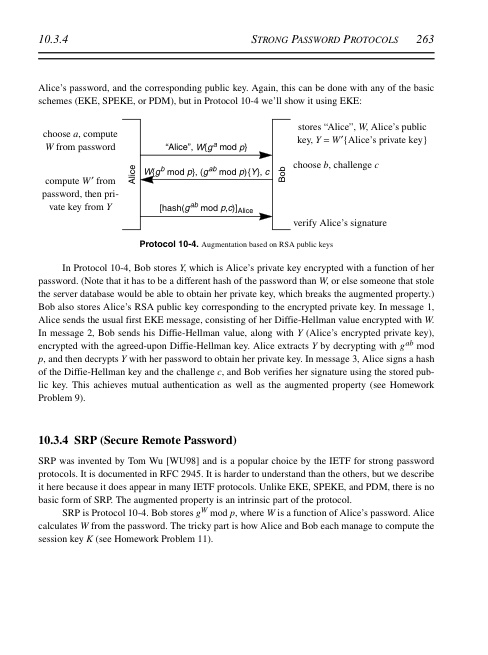 10.3.4 STRONG PASSWORD PROTOCOLS 263
Alice's password, and the corresponding public key. Again, this can be done with any of the basic
schemes (EKE, SPEKE, or PDM), but in Protocol 10-4 we'll show it using EKE:
choose a, compute
W from password
compute W′ from
password, then pri-
vate key from Y
Alice
"Alice", W{g^a mod p}
W{g^b mod p}, (g^ab mod p){Y}, c
[hash(g^ab mod p,c)]Alice
Bob
stores "Alice", W, Alice's public
key, Y = W′{Alice's private key}
choose b, challenge c
verify Alice's signature
Protocol 10-4. Augmentation based on RSA public keys
In Protocol 10-4, Bob stores Y, which is Alice's private key encrypted with a function of her
password. (Note that it has to be a different hash of the password than W, or else someone that stole
the server database would be able to obtain her private key, which breaks the augmented property.)
Bob also stores Alice's RSA public key corresponding to the encrypted private key. In message 1,
Alice sends the usual first EKE message, consisting of her Diffie-Hellman value encrypted with W.
In message 2, Bob sends his Diffie-Hellman value, along with Y (Alice's encrypted private key),
encrypted with the agreed-upon Diffie-Hellman key. Alice extracts Y by decrypting with g^ab mod
p, and then decrypts Y with her password to obtain her private key. In message 3, Alice signs a hash
of the Diffie-Hellman key and the challenge c, and Bob verifies her signature using the stored pub-
lic key. This achieves mutual authentication as well as the augmented property (see Homework
Problem 9).
10.3.4 SRP (Secure Remote Password)
SRP was invented by Tom Wu [WU98] and is a popular choice by the IETF for strong password
protocols. It is documented in RFC 2945. It is harder to understand than the others, but we describe
it here because it does appear in many IETF protocols. Unlike EKE, SPEKE, and PDM, there is no
basic form of SRP. The augmented property is an intrinsic part of the protocol.
SRP is Protocol 10-4. Bob stores g^W mod p, where W is a function of Alice's password. Alice
calculates W from the password. The tricky part is how Alice and Bob each manage to compute the
session key K (see Homework Problem 11).